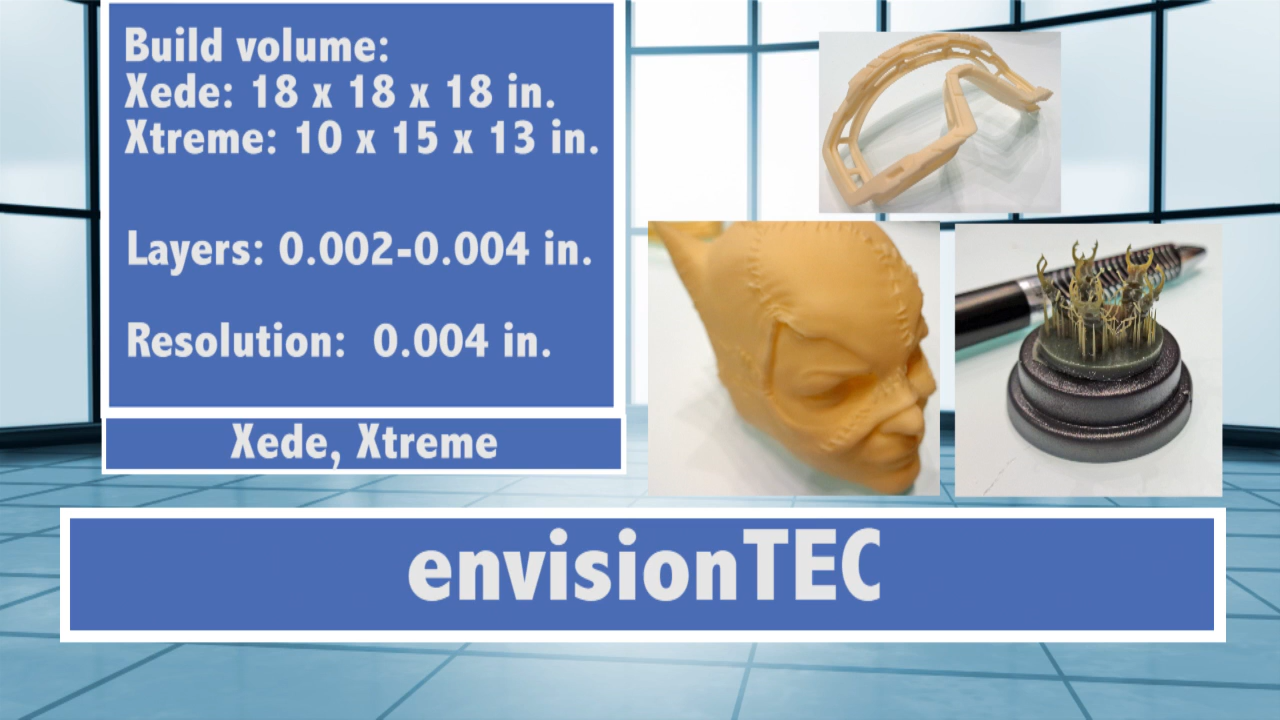 Build volume:
Xede: 18 x 18 x 18 in.
Xtreme: 10 x 15 x 13 in.
Layers: 0.002-0.004 in.
Resolution: 0.004 in.
Xede, Xtreme
envisionTEC